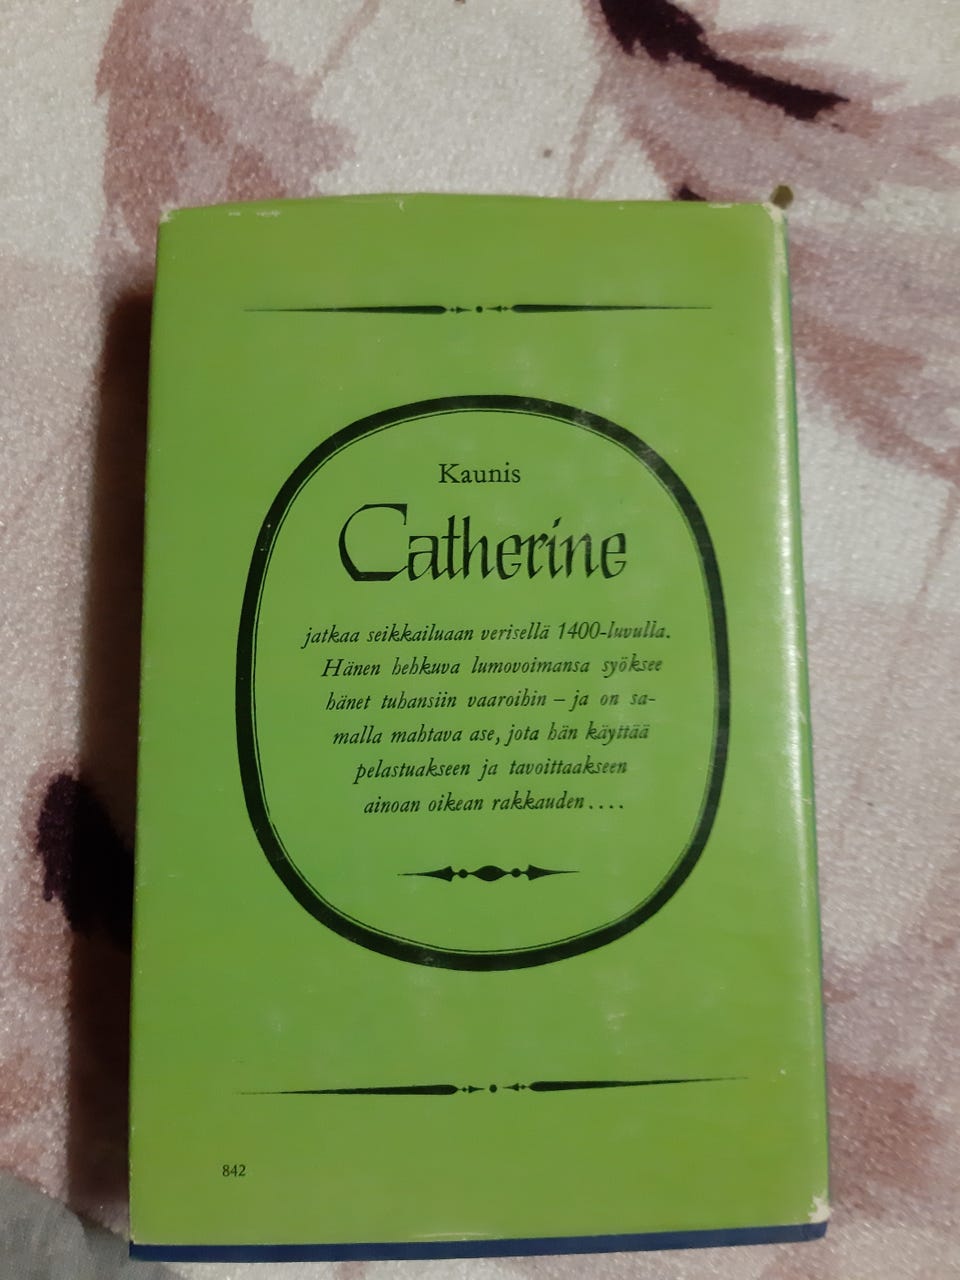 Kaunis
Catherine
jatkaa seikkailuaan verisellä 1400-luvulla.
Hänen hehkuva lumovoimansa syöksee
hänet tuhansiin vaaroihin – ja on sa-
malla mahtava ase, jota hän käyttää
pelastuakseen ja tavoittaakseen
ainoan oikean rakkauden....
842